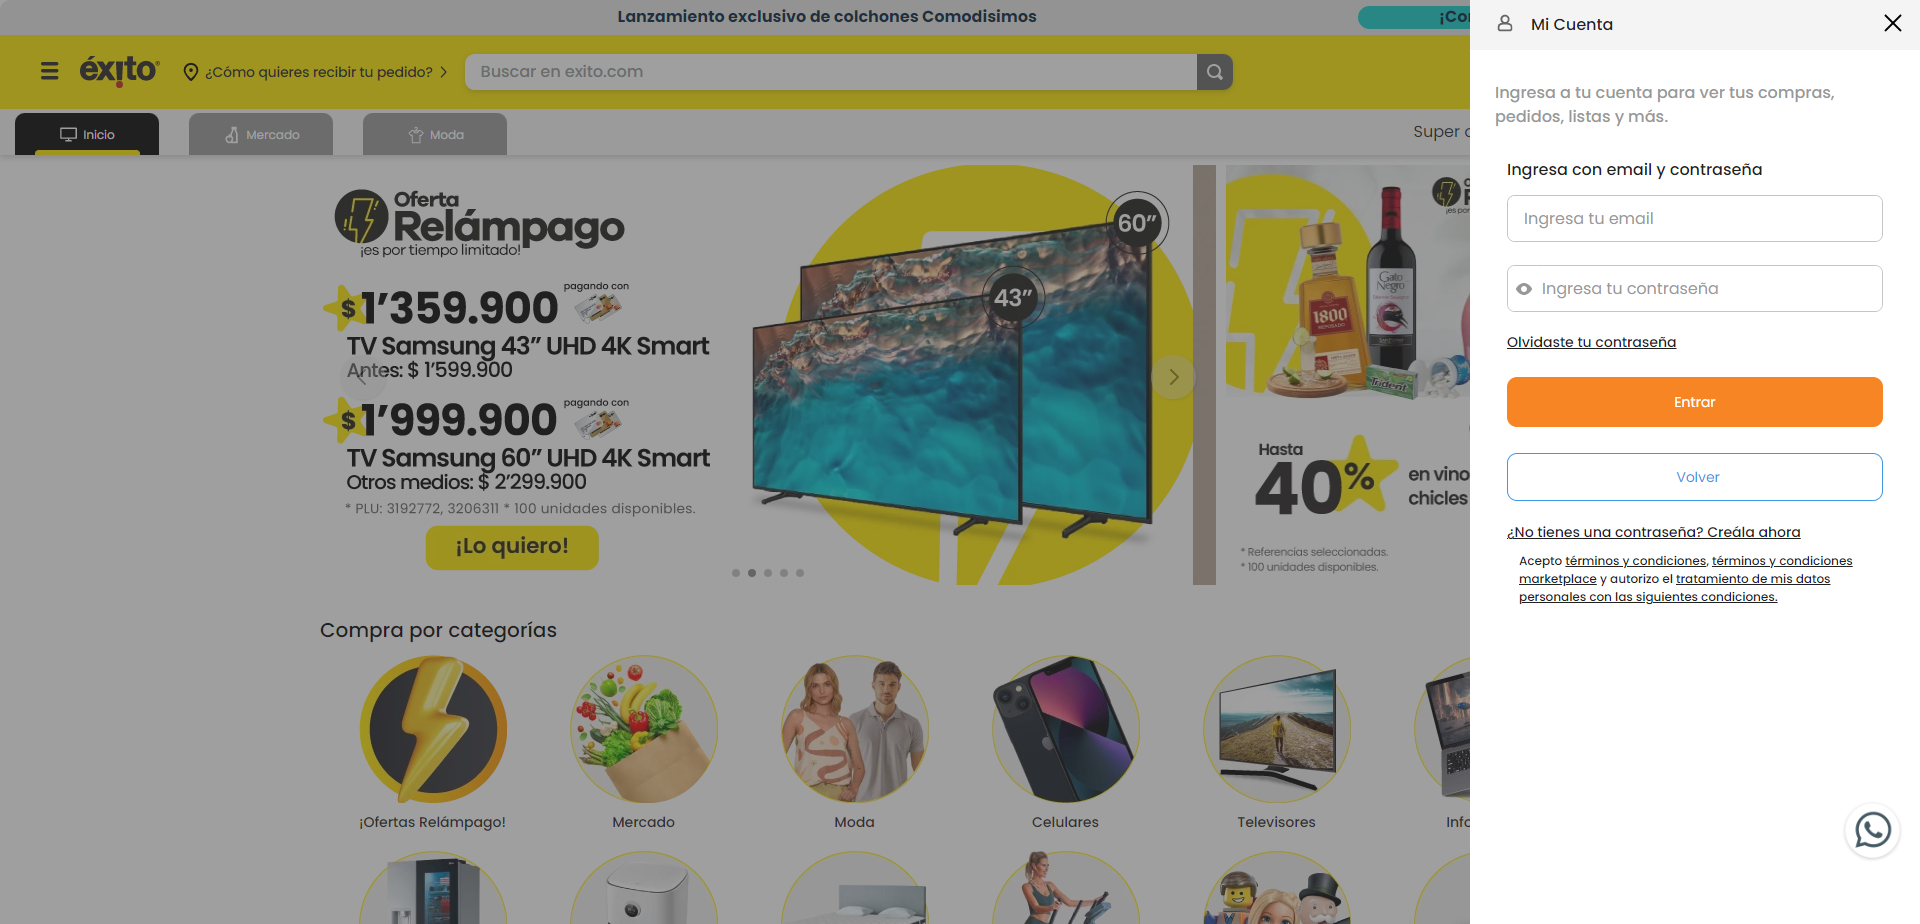 Lanzamiento exclusivo de colchones Comodisimos
éxito
¿Cómo quieres recibir tu pedido?
Buscar en exito.com
Inicio
Mercado
Moda
Super
Oferta
Relámpago
¡es por tiempo limitado!
$ 1'359.900
pagando con
TV Samsung 43” UHD 4K Smart
Antes: $ 1'599.900
$ 1'999.900
pagando con
TV Samsung 60” UHD 4K Smart
Otros medios: $ 2'299.900
* PLU: 3192772, 3206311 * 100 unidades disponibles.
¡Lo quiero!
60”
43”
1800
Gato
Negro
Trident
Hasta
40%
en vino
chicles
* Referencias seleccionadas.
* 100 unidades disponibles.
Compra por categorías
¡Ofertas Relámpago!
Mercado
Moda
Celulares
Televisores
Mi Cuenta
Ingresa a tu cuenta para ver tus compras,
pedidos, listas y más.
Ingresa con email y contraseña
Ingresa tu email
Ingresa tu contraseña
Olvidaste tu contraseña
Entrar
Volver
¿No tienes una contraseña? Creála ahora
Acepto términos y condiciones, términos y condiciones
marketplace y autorizo el tratamiento de mis datos
personales con las siguientes condiciones.